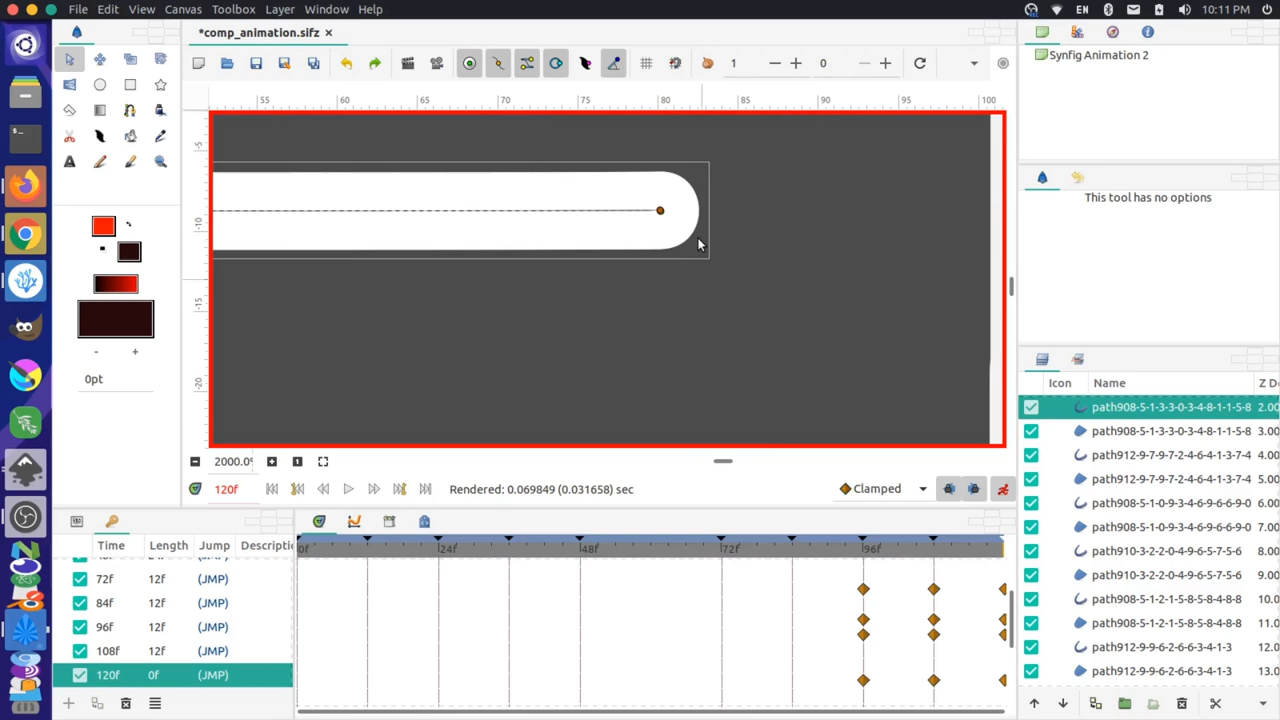 File Edit View Canvas Toolbox Layer Window Help
EN 10:11 PM
*comp_animation.sifz
Synfig Animation 2
1 0
55 60 65 70 75 80 85 90 95 100
-5
-10
-15
-20
This tool has no options
0pt
Icon Name Z De
path908-5-1-3-3-0-3-4-8-1-1-5-8 2.00
path908-5-1-3-3-0-3-4-8-1-1-5-8 3.00
path912-9-7-9-7-2-4-6-4-1-3-7-4 4.00
path912-9-7-9-7-2-4-6-4-1-3-7-4 5.00
path908-5-1-0-9-3-4-6-9-6-6-9-0 6.00
path908-5-1-0-9-3-4-6-9-6-6-9-0 7.00
path910-3-2-2-0-4-9-6-5-7-5-6 8.00
path910-3-2-2-0-4-9-6-5-7-5-6 9.00
path908-5-1-2-1-5-8-5-8-4-8-8 10.0
path908-5-1-2-1-5-8-5-8-4-8-8 11.0
path912-9-9-6-2-6-6-3-4-1-3 12.0
path912-9-9-6-2-6-6-3-4-1-3 13.0
2000.0%
120f Rendered: 0.069849 (0.031658) sec Clamped
Time Length Jump Descripti
0f 24f 48f 72f 96f
72f 12f (JMP)
84f 12f (JMP)
96f 12f (JMP)
108f 12f (JMP)
120f 0f (JMP)